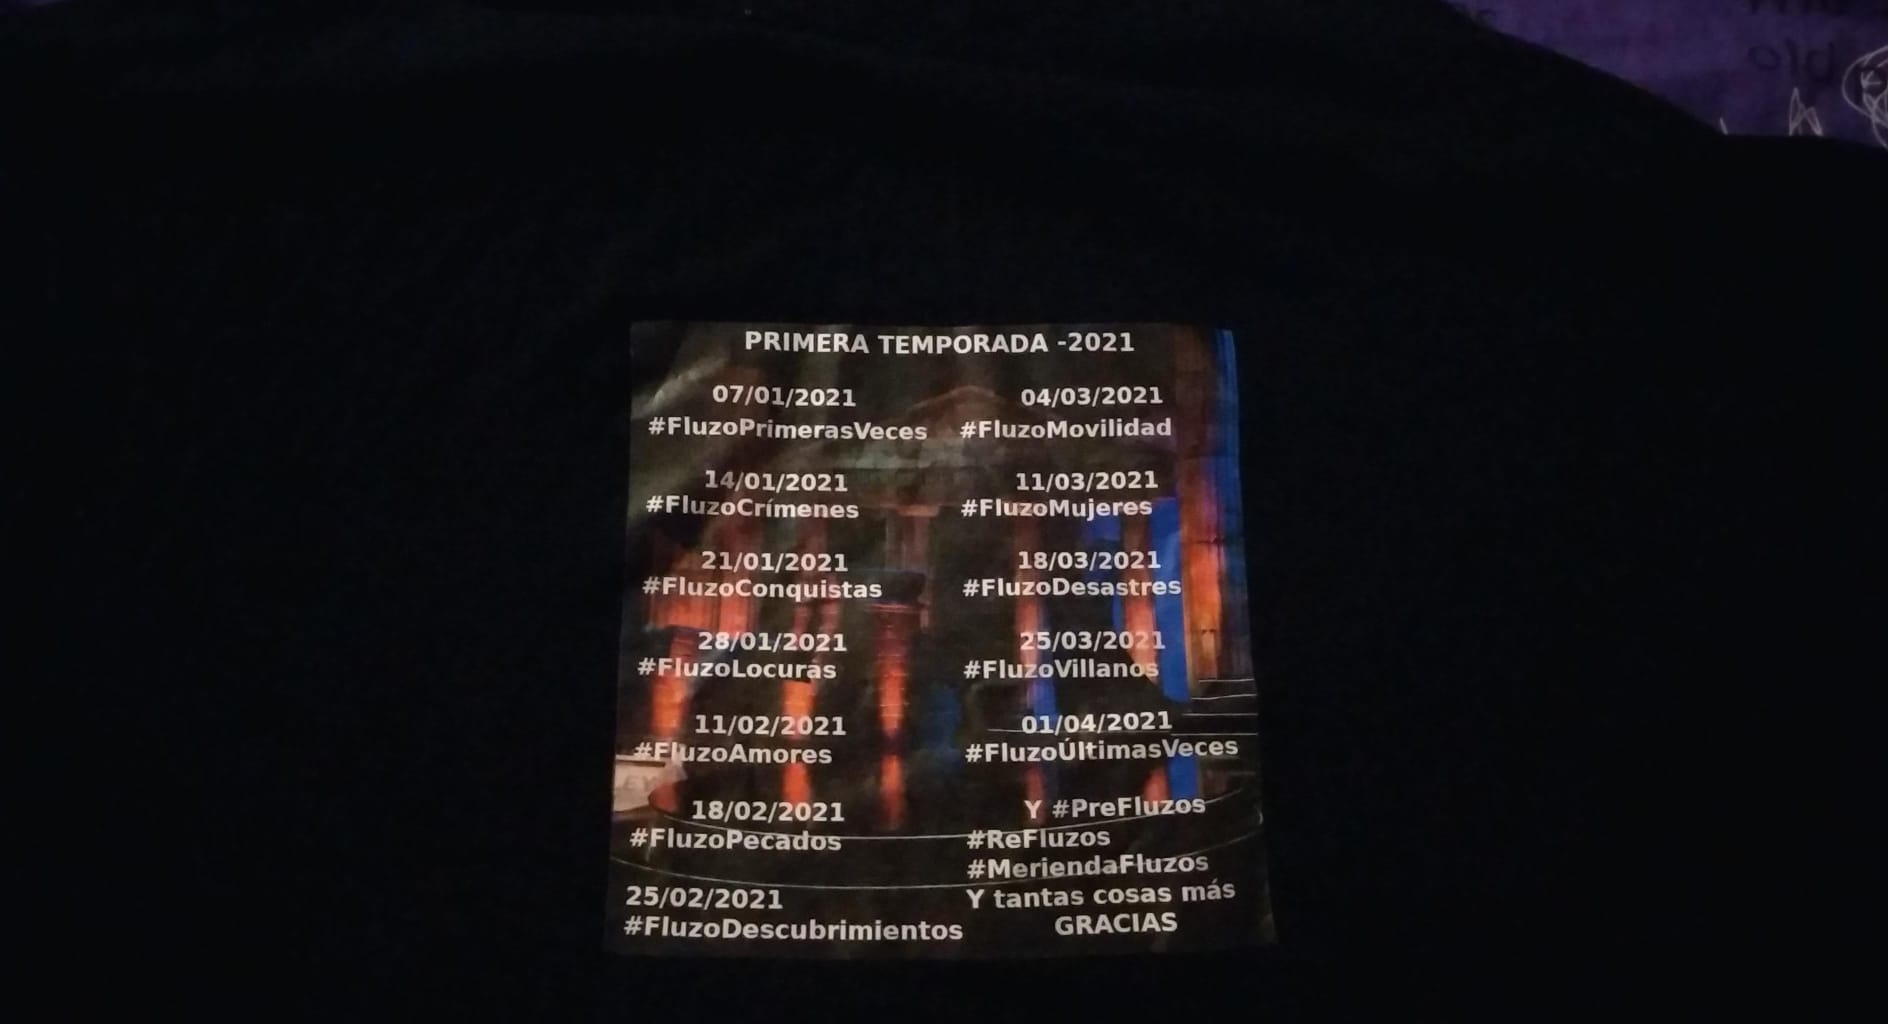 PRIMERA TEMPORADA -2021
07/01/2021
#FluzoPrimerasVeces
14/01/2021
#FluzoCrímenes
21/01/2021
#FluzoConquistas
28/01/2021
#FluzoLocuras
11/02/2021
#FluzoAmores
18/02/2021
#FluzoPecados
25/02/2021
#FluzoDescubrimientos
04/03/2021
#FluzoMovilidad
11/03/2021
#FluzoMujeres
18/03/2021
#FluzoDesastres
25/03/2021
#FluzoVillanos
01/04/2021
#FluzoÚltimasVeces
Y #PreFluzos
#ReFluzos
#MeriendaFluzos
Y tantas cosas más
GRACIAS